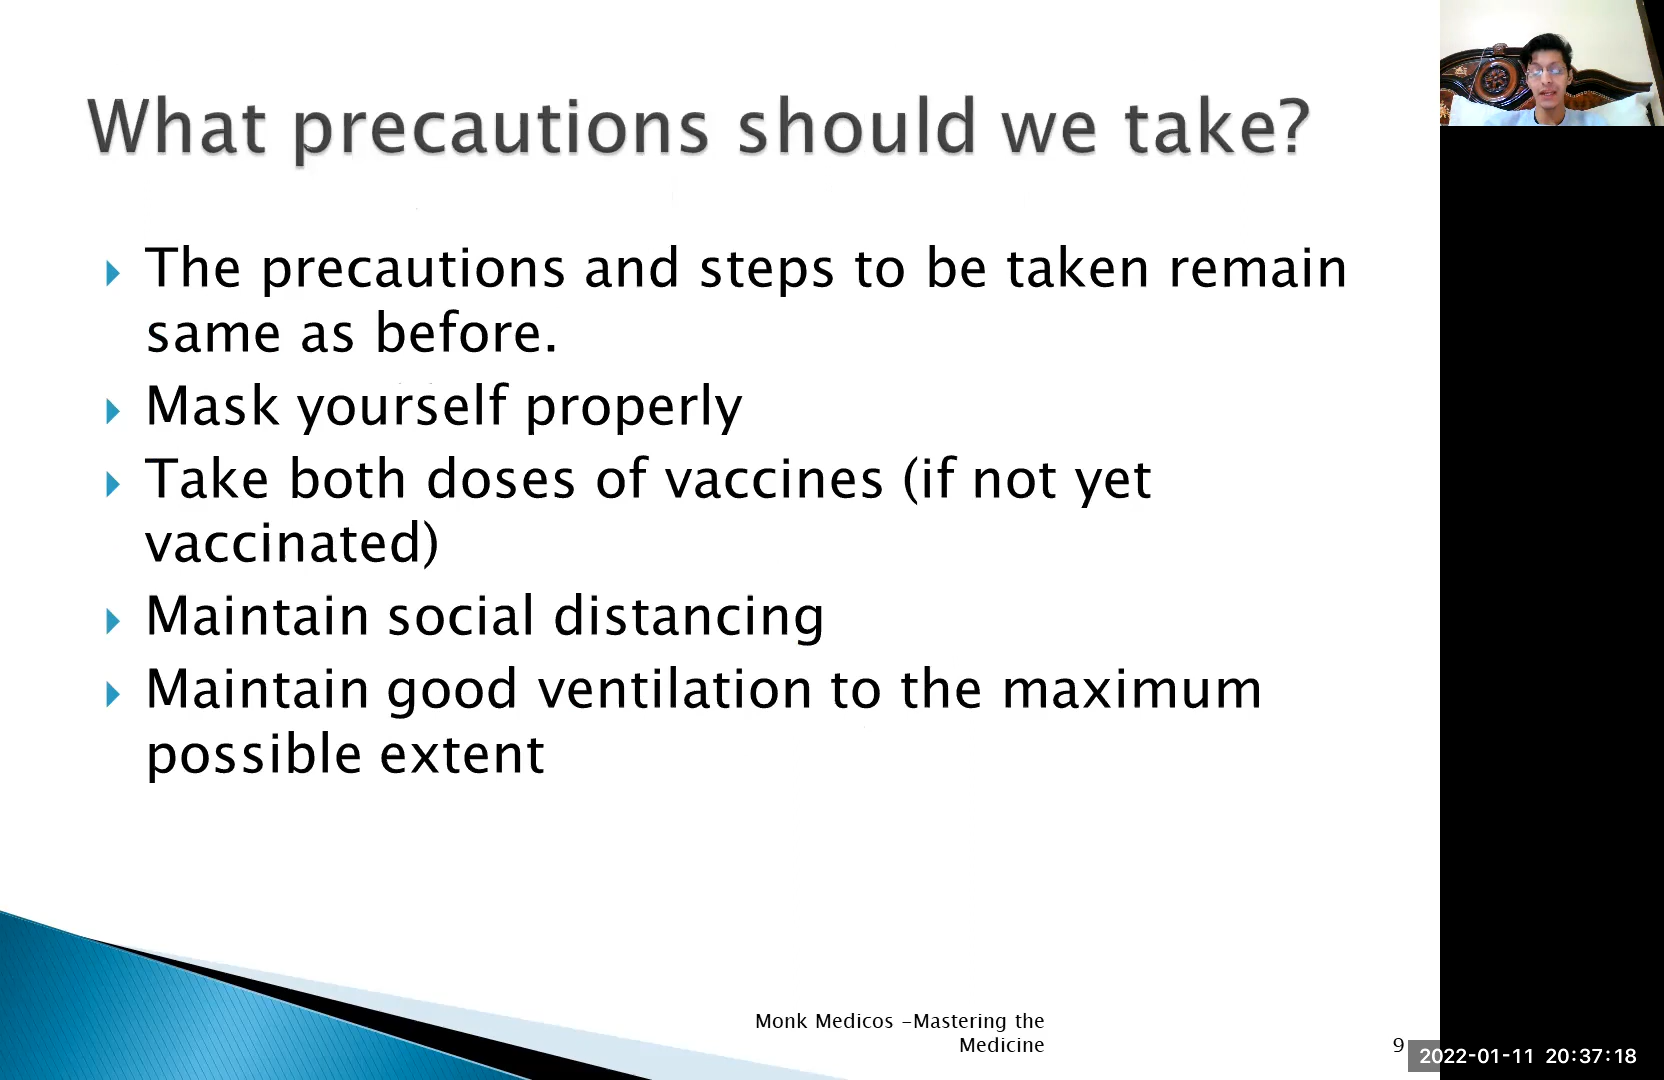 What precautions should we take?
The precautions and steps to be taken remain
same as before.
Mask yourself properly
Take both doses of vaccines (if not yet
vaccinated)
Maintain social distancing
Maintain good ventilation to the maximum
possible extent
Monk Medicos -Mastering the
Medicine
9
2022-01-11 20:37:18